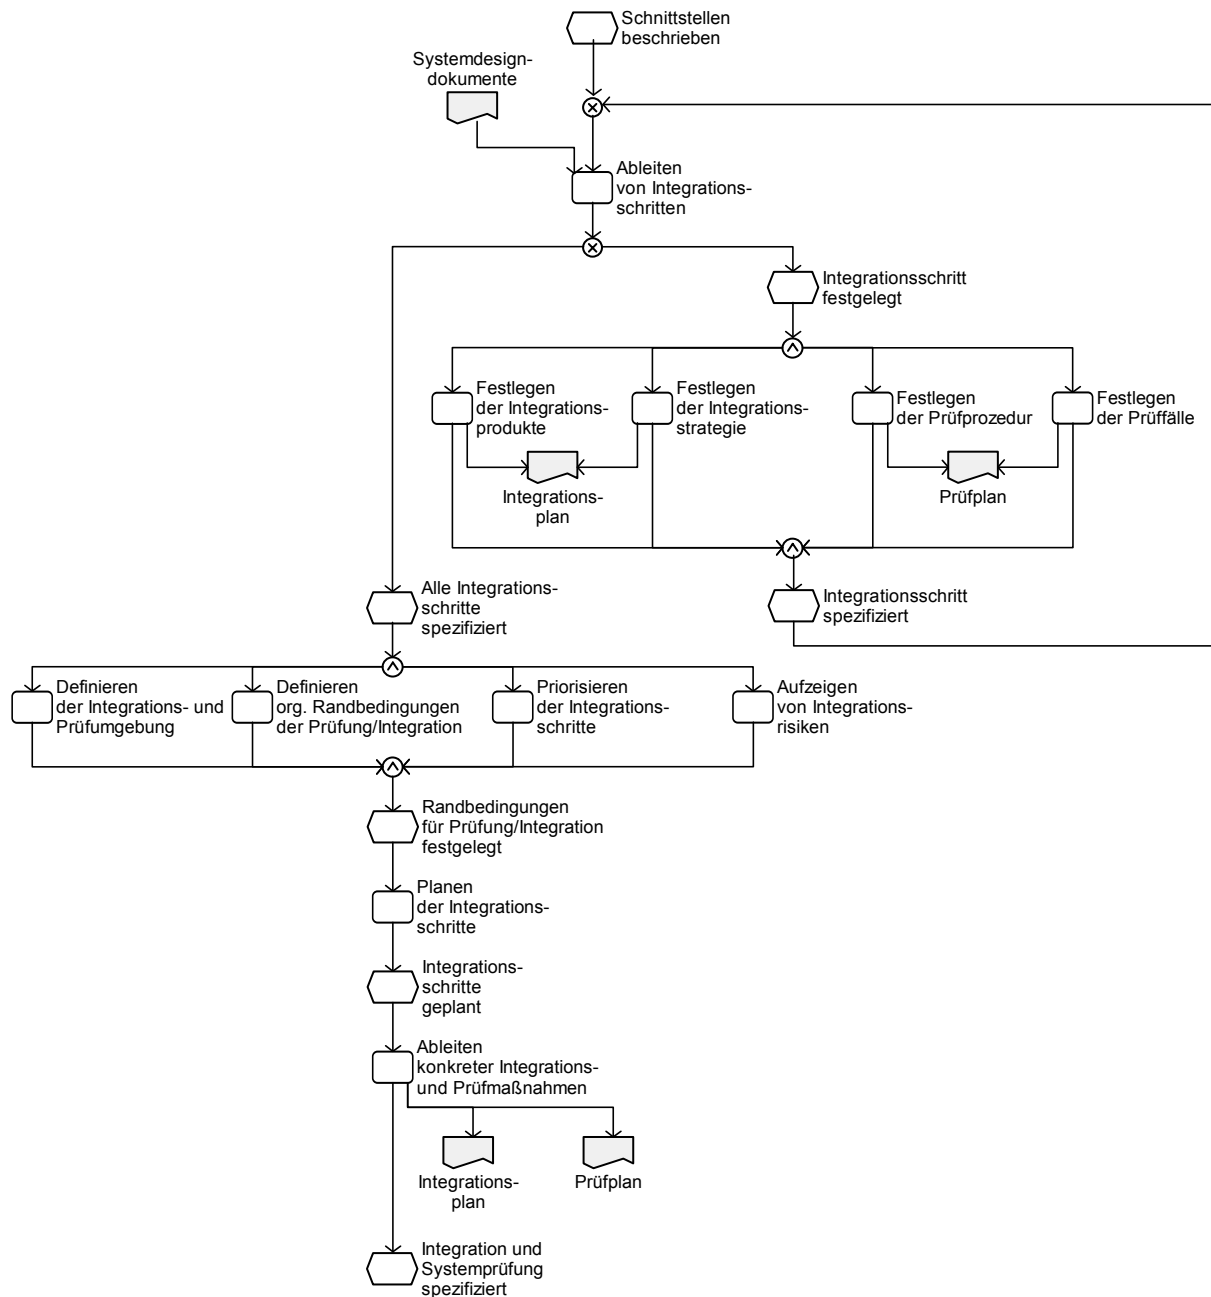 Schnittstellen
beschrieben
Systemdesign-
dokumente
Ableiten
von Integrations-
schritten
Integrationsschritt
festgelegt
Festlegen
der Integrations-
produkte
Festlegen
der Integrations-
strategie
Festlegen
der Prüfprozedur
Festlegen
der Prüffälle
Integrations-
plan
Prüfplan
Alle Integrations-
schritte
spezifiziert
Integrationsschritt
spezifiziert
Definieren
der Integrations- und
Prüfumgebung
Definieren
org. Randbedingungen
der Prüfung/Integration
Priorisieren
der Integrations-
schritte
Aufzeigen
von Integrations-
risiken
Randbedingungen
für Prüfung/Integration
festgelegt
Planen
der Integrations-
schritte
Integrations-
schritte
geplant
Ableiten
konkreter Integrations-
und Prüfmaßnahmen
Integrations-
plan
Prüfplan
Integration und
Systemprüfung
spezifiziert